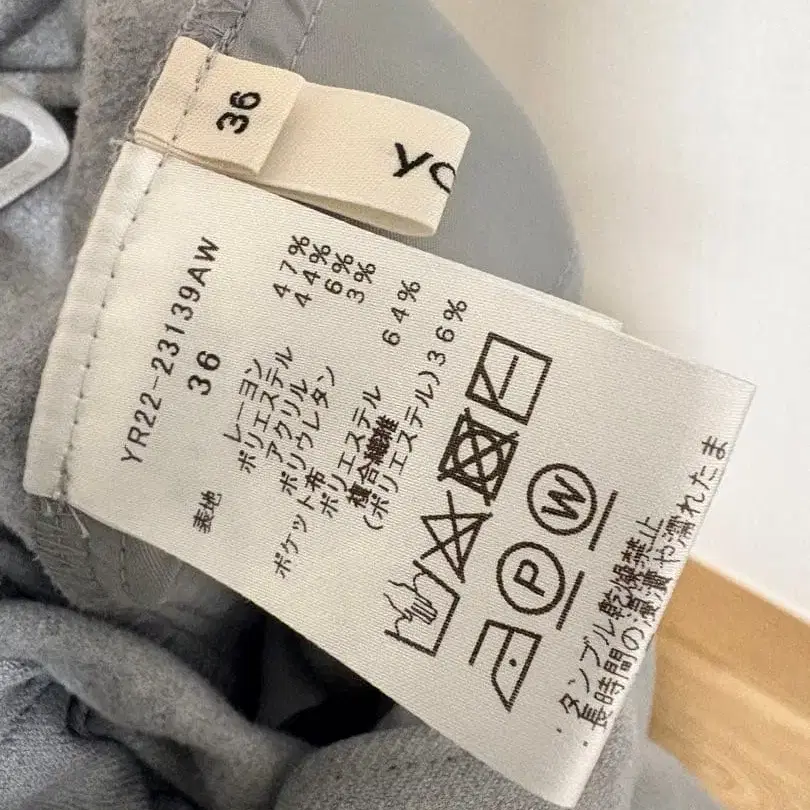 36
YO
YR22-23139AW
36
表地
レーヨン 47%
ポリエステル 44%
アクリル 6%
ポリウレタン 3%
ポケット布
ポリエステル 64%
複合繊維
(ポリエステル)36%
P
W
・タンブル乾燥禁止
・長時間の浸漬や濡れたま